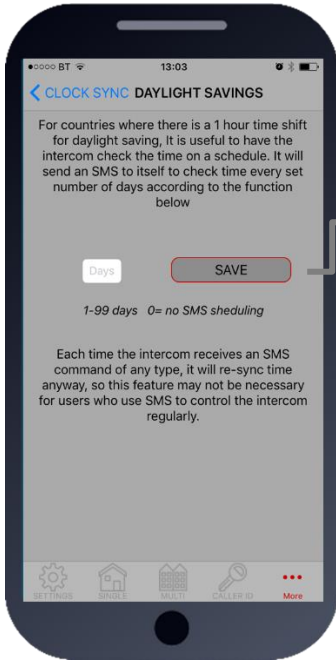 BT 13:03
CLOCK SYNC DAYLIGHT SAVINGS
For countries where there is a 1 hour time shift
for daylight saving, It is useful to have the
intercom check the time on a schedule. It will
send an SMS to itself to check time every set
number of days according to the function
below
Days SAVE
1-99 days 0= no SMS sheduling
Each time the intercom receives an SMS
command of any type, it will re-sync time
anyway, so this feature may not be necessary
for users who use SMS to control the intercom
regularly.
SETTINGS SINGLE MULTI CALLER ID More